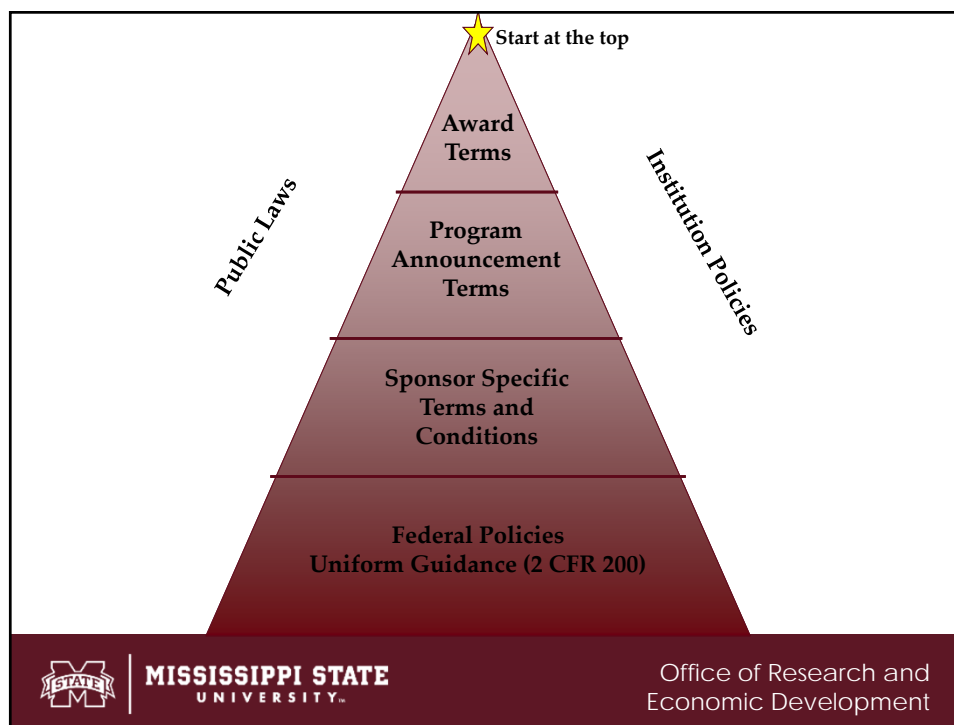 Start at the top
Award
Terms
Public Laws
Institution Policies
Program
Announcement
Terms
Sponsor Specific
Terms and
Conditions
Federal Policies
Uniform Guidance (2 CFR 200)
STATE
MISSISSIPPI STATE
UNIVERSITY™
Office of Research and
Economic Development